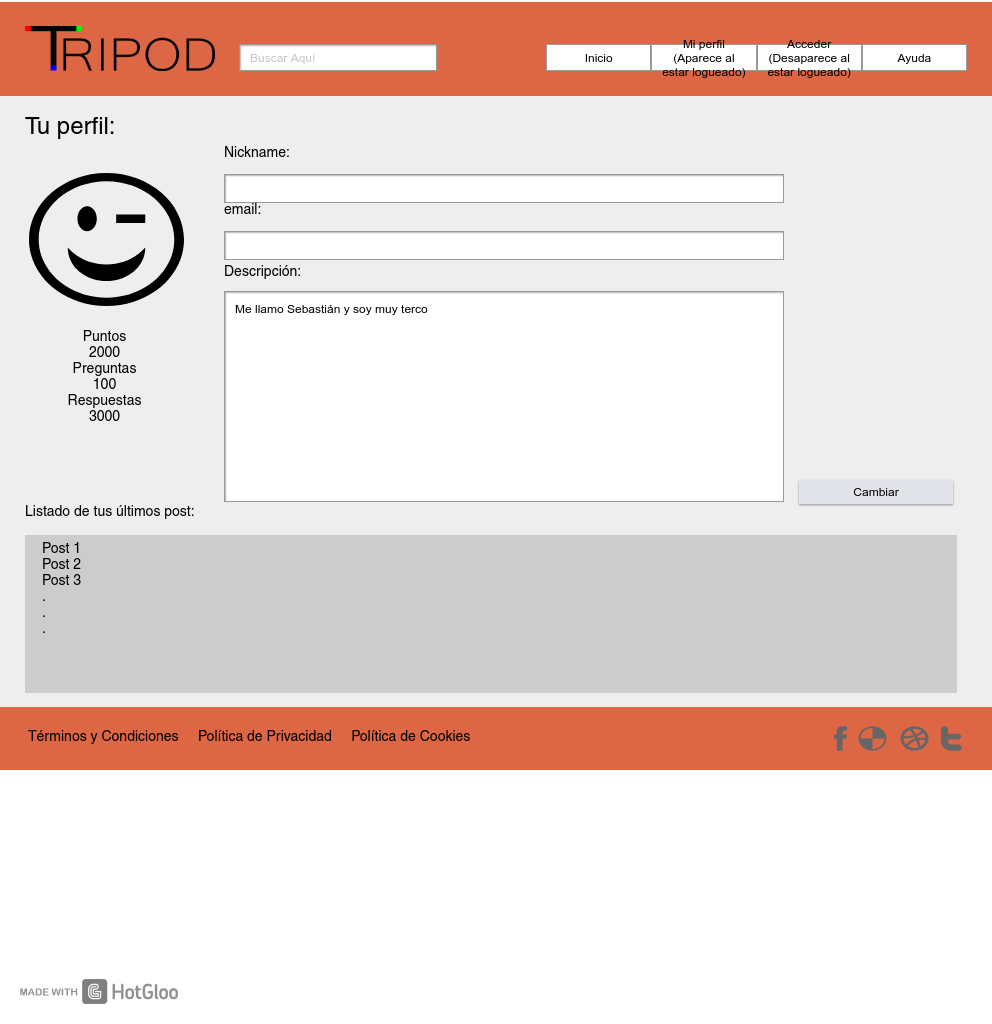 TRIPOD
Buscar Aquí
Inicio
Mi perfil
(Aparece al
estar logueado)
Acceder
(Desaparece al
estar logueado)
Ayuda
Tu perfil:
Nickname:
email:
Descripción:
Me llamo Sebastián y soy muy terco
Puntos
2000
Preguntas
100
Respuestas
3000
Cambiar
Listado de tus últimos post:
Post 1
Post 2
Post 3
.
.
.
Términos y Condiciones Política de Privacidad Política de Cookies
MADE WITH HotGloo